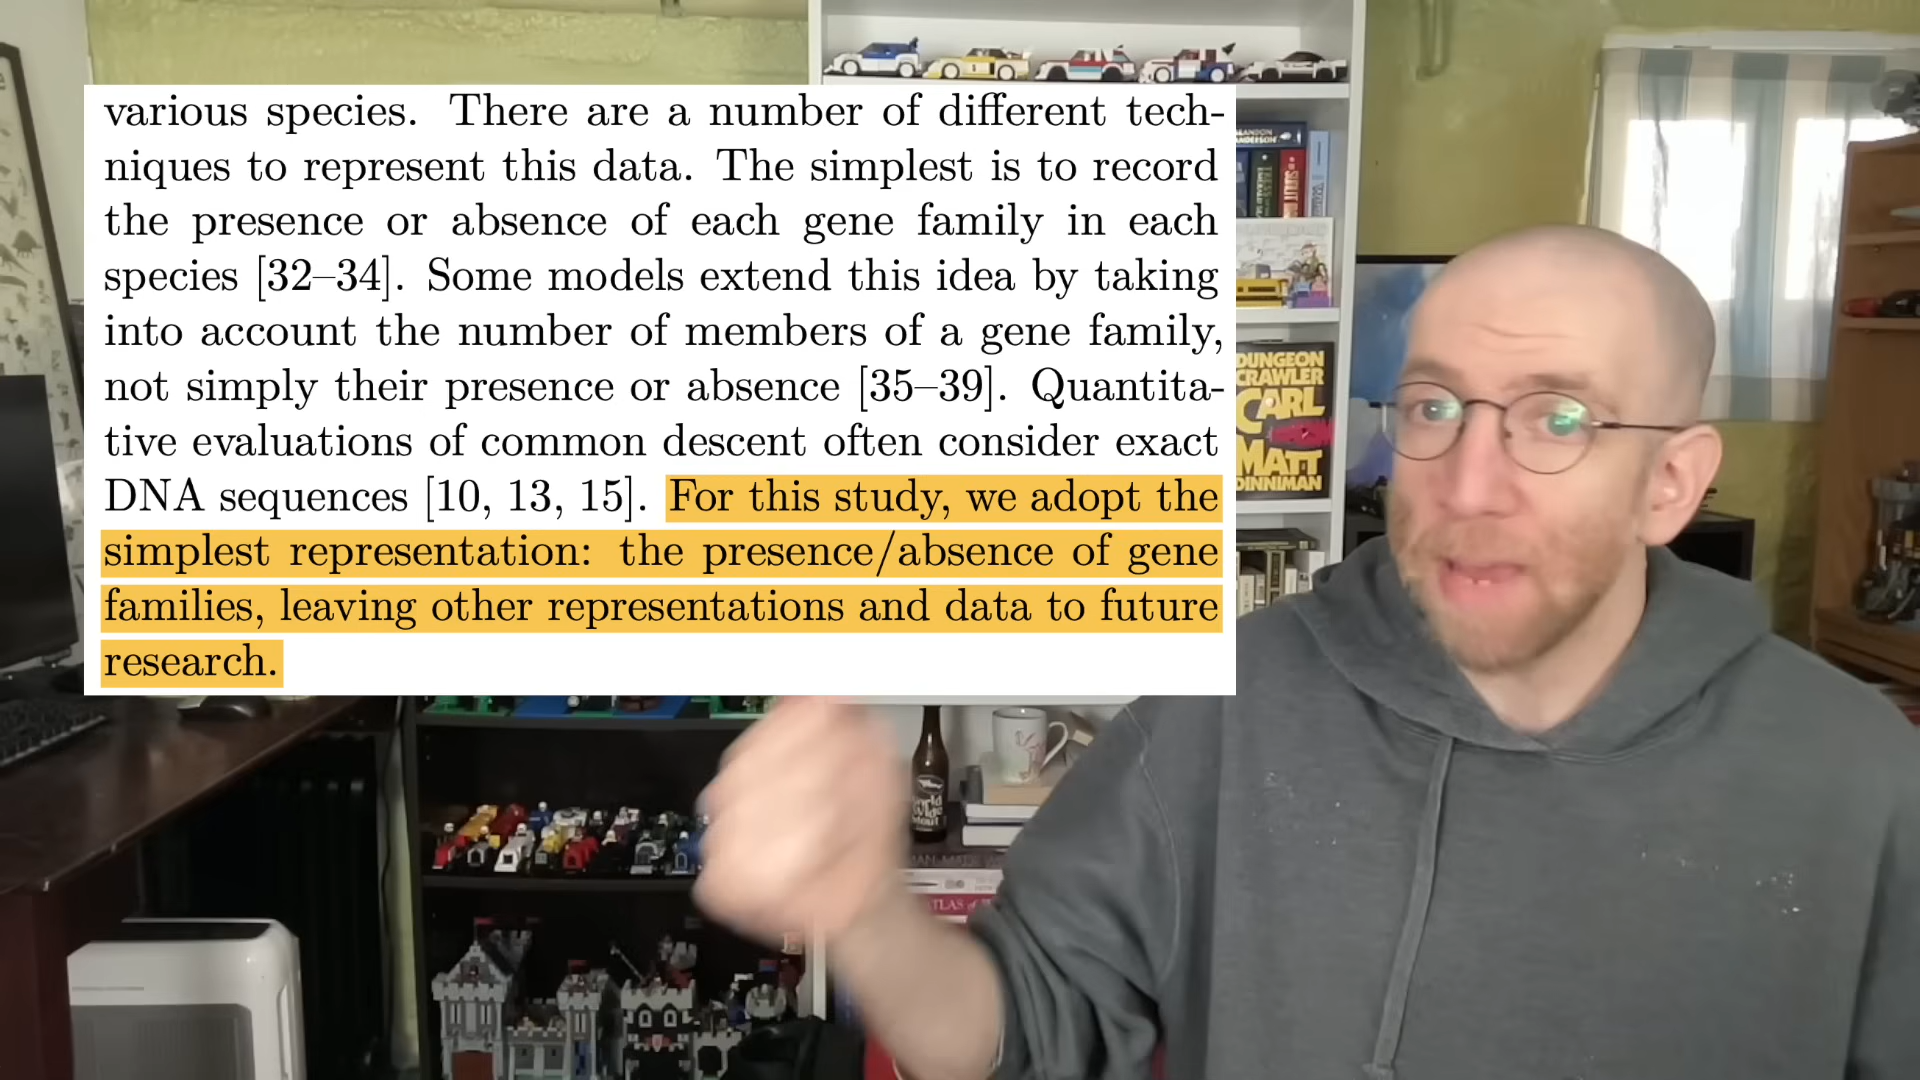 various species. There are a number of different tech-
niques to represent this data. The simplest is to record
the presence or absence of each gene family in each
species [32–34]. Some models extend this idea by taking
into account the number of members of a gene family,
not simply their presence or absence [35–39]. Quantita-
tive evaluations of common descent often consider exact
DNA sequences [10, 13, 15]. For this study, we adopt the
simplest representation: the presence/absence of gene
families, leaving other representations and data to future
research.
DUNGEON
CRAWLER
CARL
MATT
DINNIMAN
World
Wide
Stout